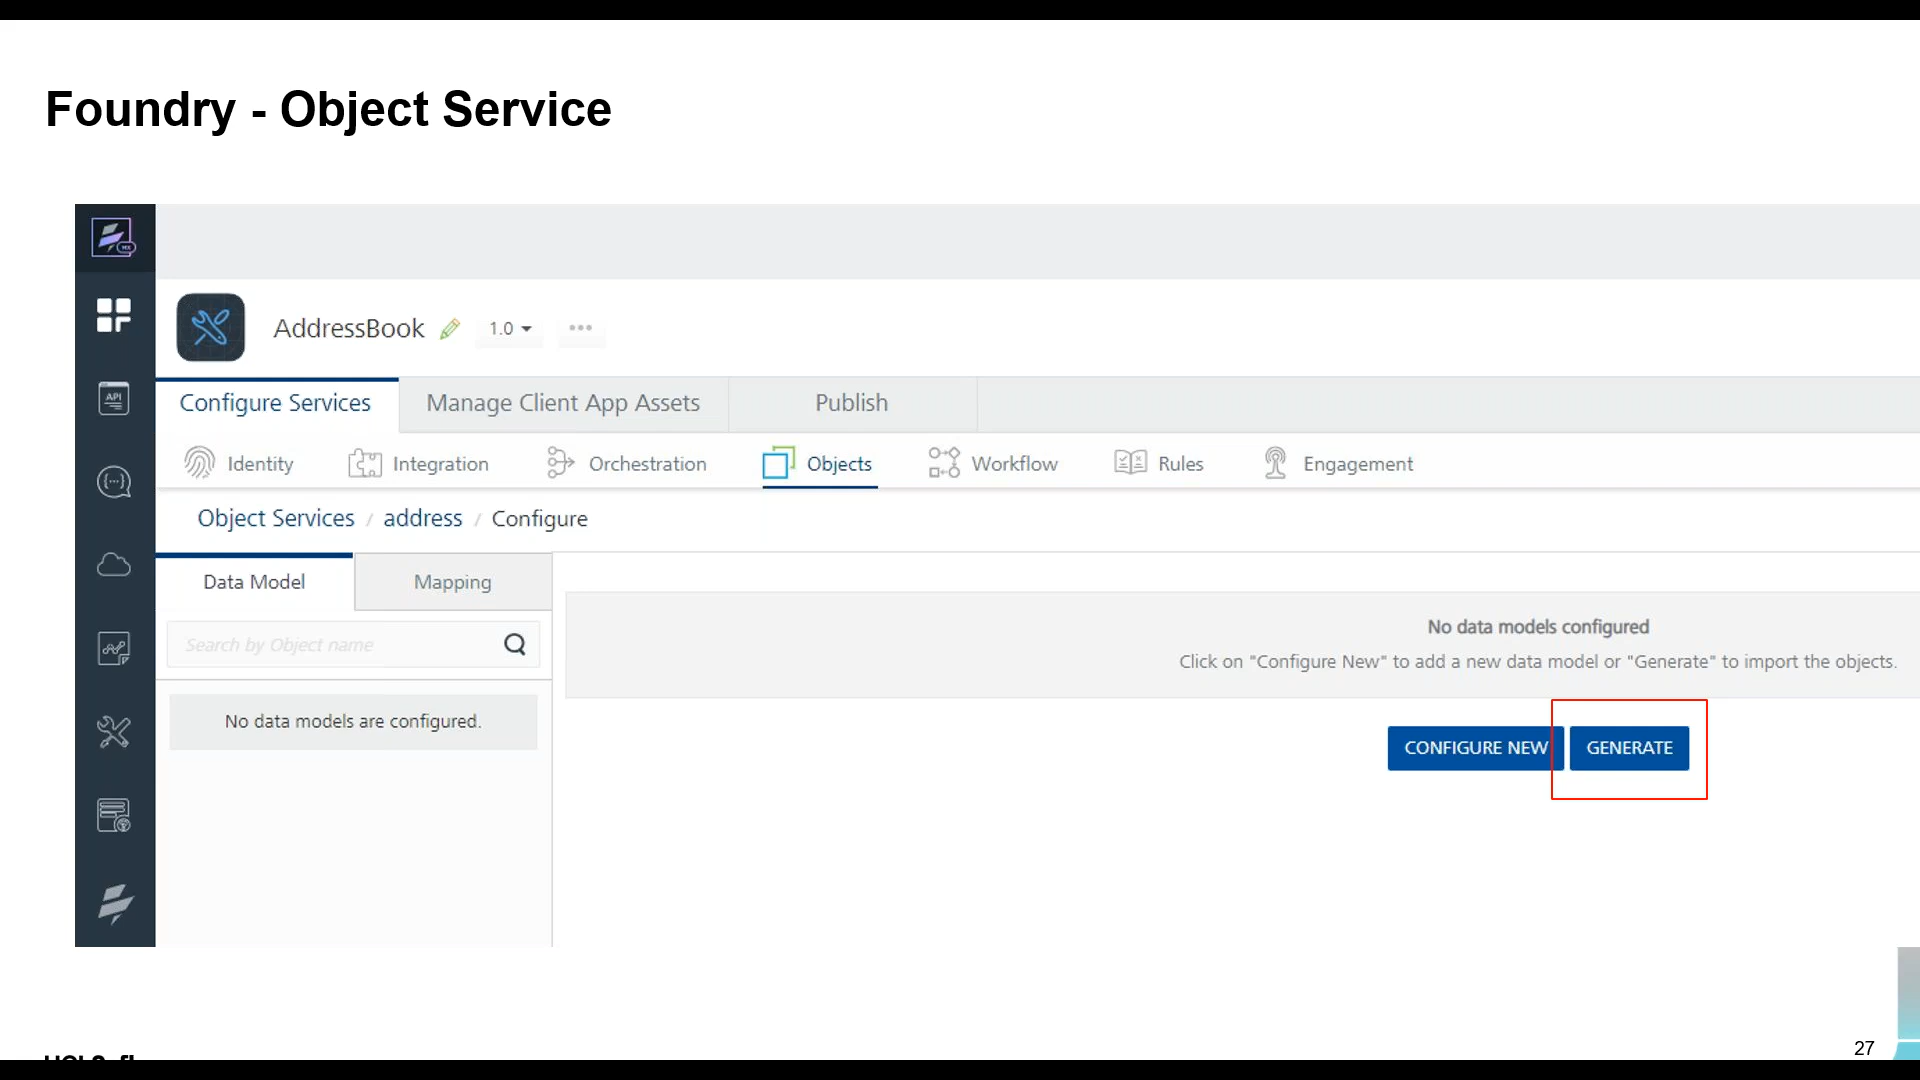 Foundry - Object Service
AddressBook 1.0
Configure Services Manage Client App Assets Publish
API
Identity Integration Orchestration Objects Workflow Rules Engagement
Object Services / address / Configure
Data Model Mapping
Search by Object name
No data models configured
Click on "Configure New" to add a new data model or "Generate" to import the objects.
No data models are configured.
CONFIGURE NEW GENERATE
27